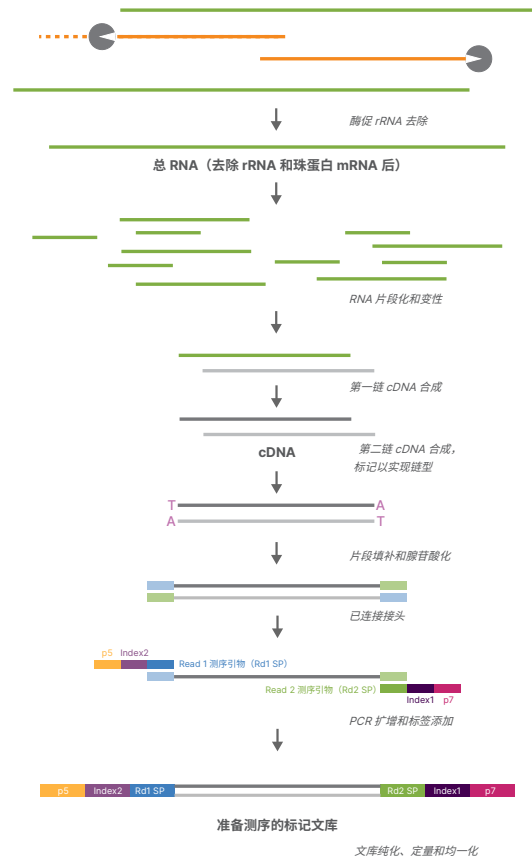 酶促 rRNA 去除
总 RNA（去除 rRNA 和珠蛋白 mRNA 后）
RNA 片段化和变性
第一链 cDNA 合成
cDNA
第二链 cDNA 合成，
标记以实现链型
T A
A T
片段填补和腺苷酸化
已连接接头
p5 Index2
Read 1 测序引物（Rd1 SP）
Read 2 测序引物（Rd2 SP）
Index1 p7
PCR 扩增和标签添加
p5 Index2 Rd1 SP Rd2 SP Index1 p7
准备测序的标记文库
文库纯化、定量和均一化